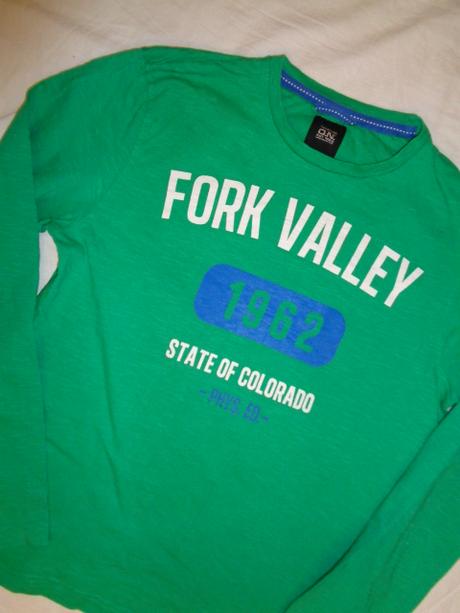 O.N.
FORK VALLEY
1962
STATE OF COLORADO
- PHYS. ED. -